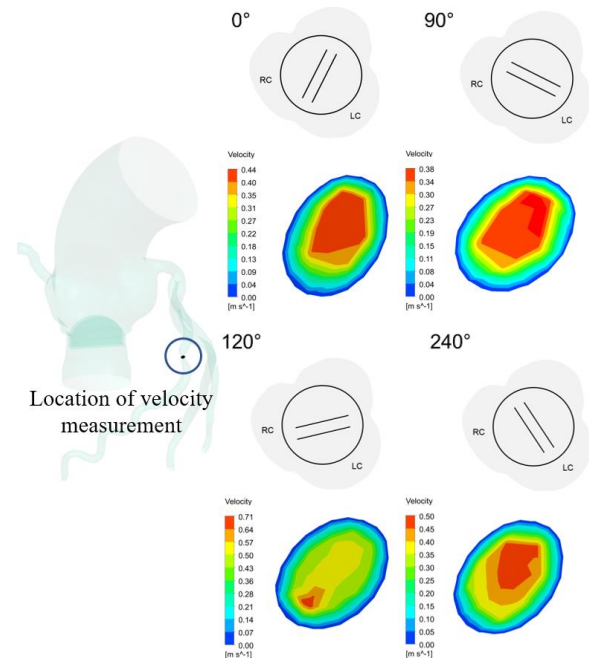 0°
RC
LC
Velocity
0.44
0.40
0.35
0.31
0.27
0.22
0.18
0.13
0.09
0.04
0.00
[m s^-1]
90°
RC
LC
Velocity
0.38
0.34
0.30
0.27
0.23
0.19
0.15
0.11
0.08
0.04
0.00
[m s^-1]
Location of velocity
measurement
120°
RC
LC
Velocity
0.71
0.64
0.57
0.50
0.43
0.36
0.28
0.21
0.14
0.07
0.00
[m s^-1]
240°
RC
LC
Velocity
0.50
0.45
0.40
0.35
0.30
0.25
0.20
0.15
0.10
0.05
0.00
[m s^-1]